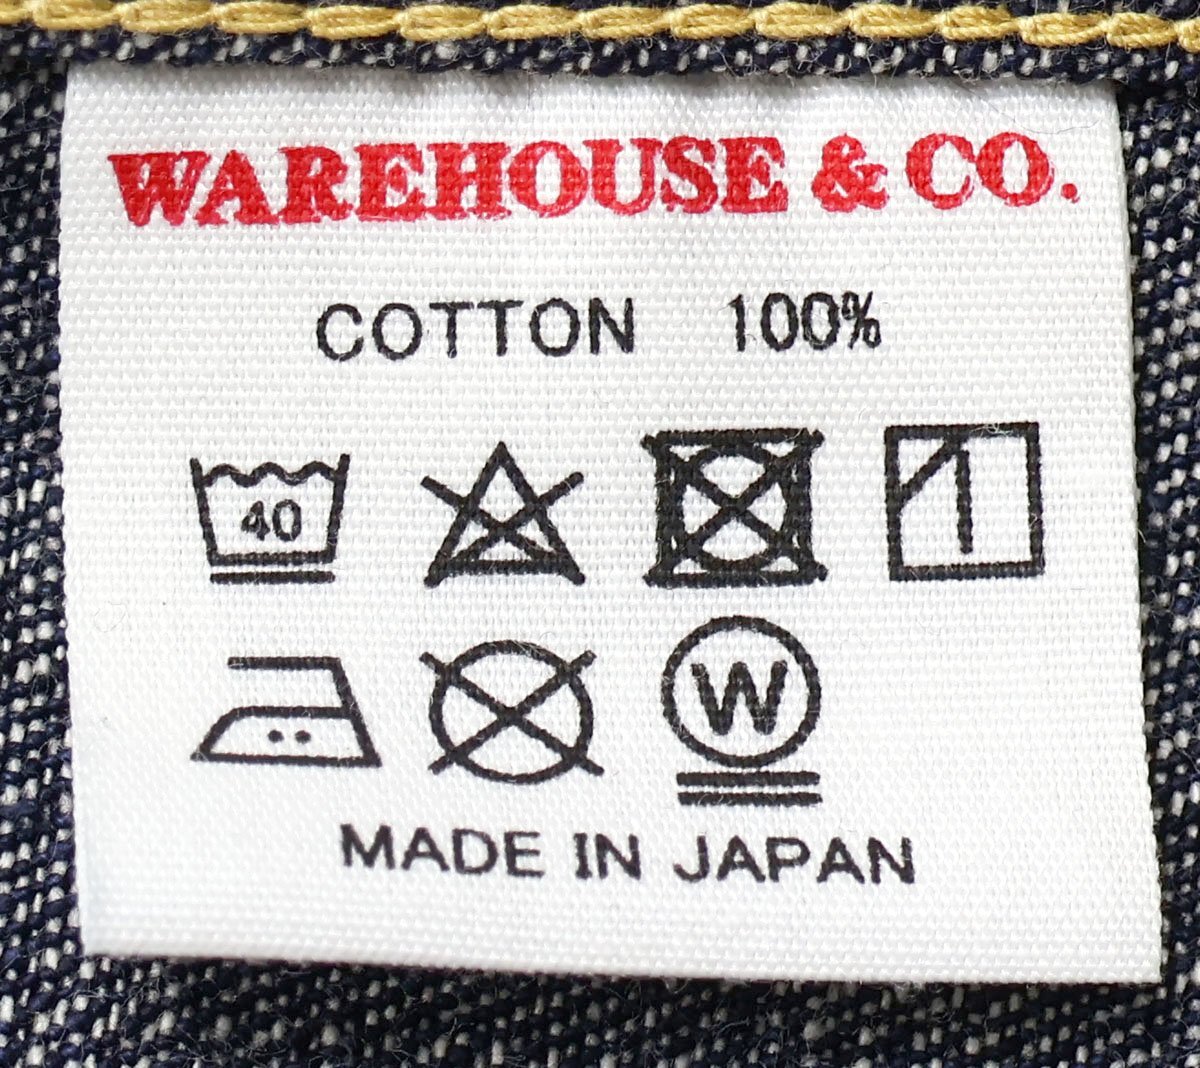 WAREHOUSE & CO.
COTTON 100%
40
W
MADE IN JAPAN